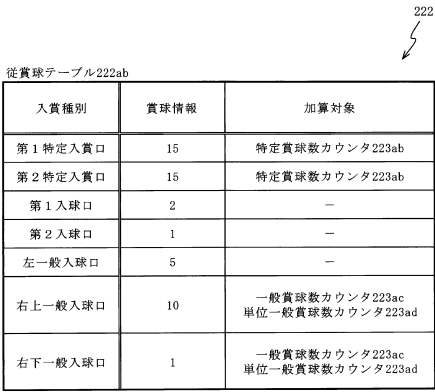 222
従賞球テーブル222ab
入賞種別 賞球情報 加算対象
第1特定入賞口 15 特定賞球数カウンタ223ab
第2特定入賞口 15 特定賞球数カウンタ223ab
第1入球口 2 －
第2入球口 1 －
左一般入球口 5 －
右上一般入球口 10 一般賞球数カウンタ223ac
単位一般賞球数カウンタ223ad
右下一般入球口 1 一般賞球数カウンタ223ac
単位一般賞球数カウンタ223ad